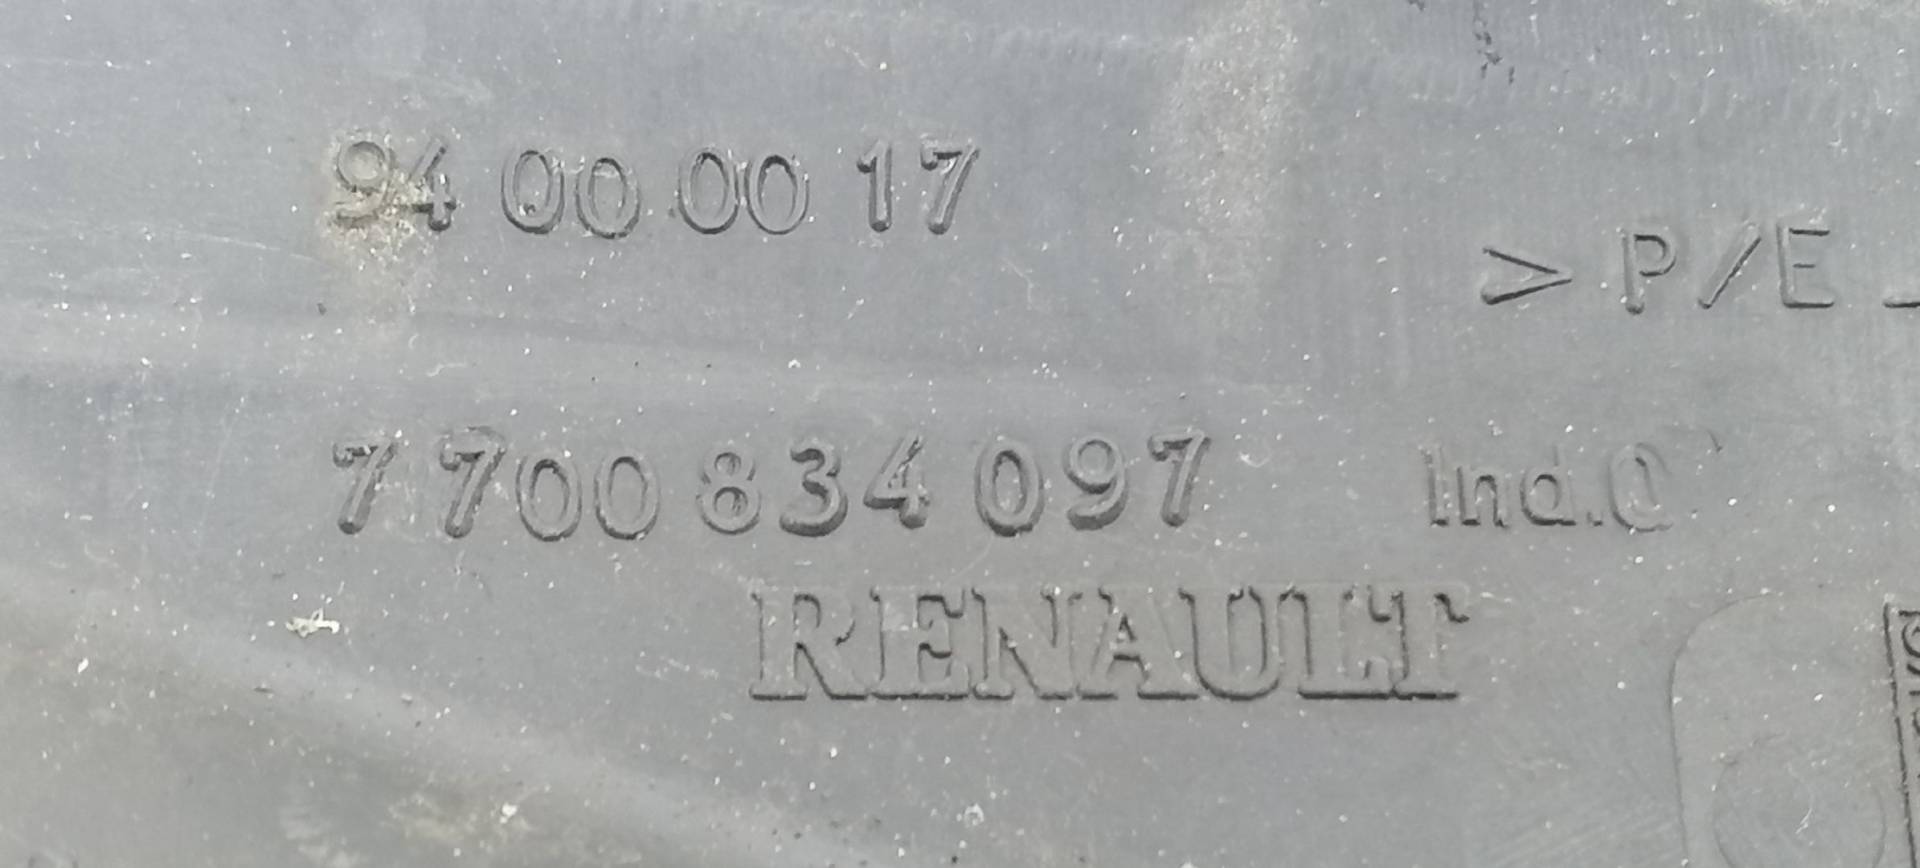 94 00 00 17
> P/E -
7 700 834 097 Ind.0
RENAULT